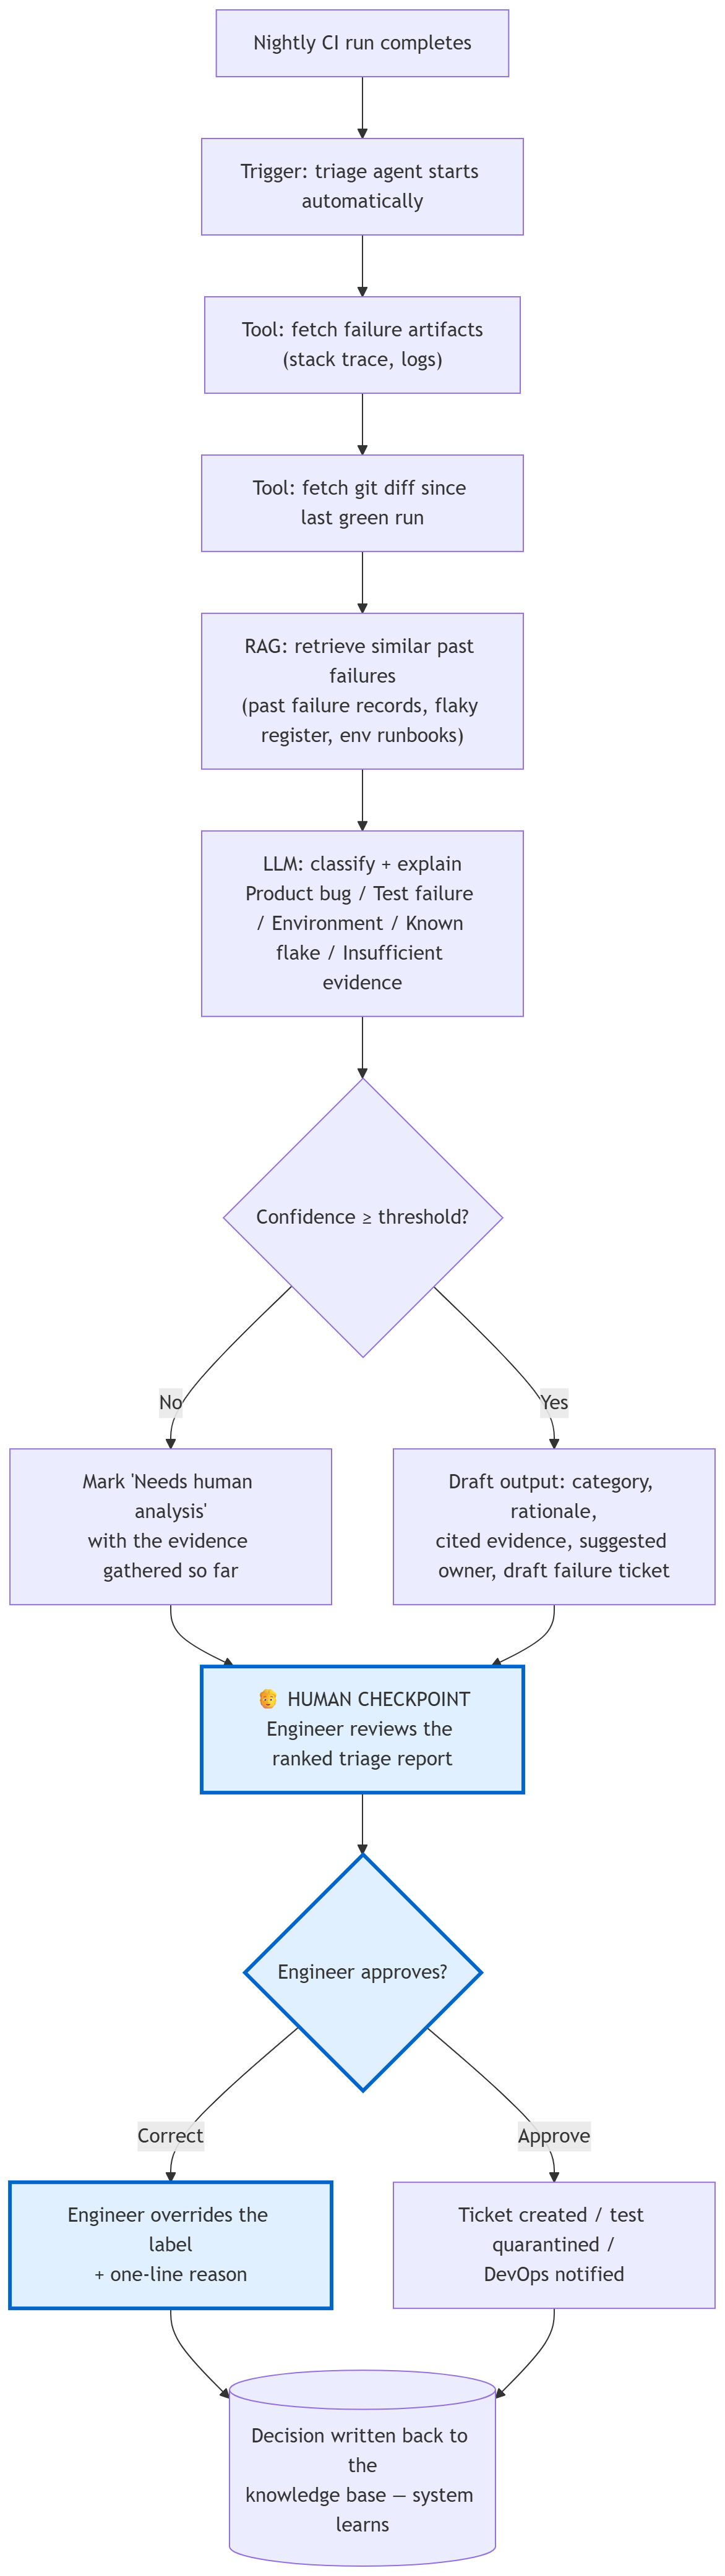 Nightly CI run completes
Trigger: triage agent starts
automatically
Tool: fetch failure artifacts
(stack trace, logs)
Tool: fetch git diff since
last green run
RAG: retrieve similar past
failures
(past failure records, flaky
register, env runbooks)
LLM: classify + explain
Product bug / Test failure
/ Environment / Known
flake / Insufficient
evidence
Confidence ≥ threshold?
No
Yes
Mark 'Needs human
analysis'
with the evidence
gathered so far
Draft output: category,
rationale,
cited evidence, suggested
owner, draft failure ticket
HUMAN CHECKPOINT
Engineer reviews the
ranked triage report
Engineer approves?
Correct
Approve
Engineer overrides the
label
+ one-line reason
Ticket created / test
quarantined /
DevOps notified
Decision written back to
the
knowledge base — system
learns